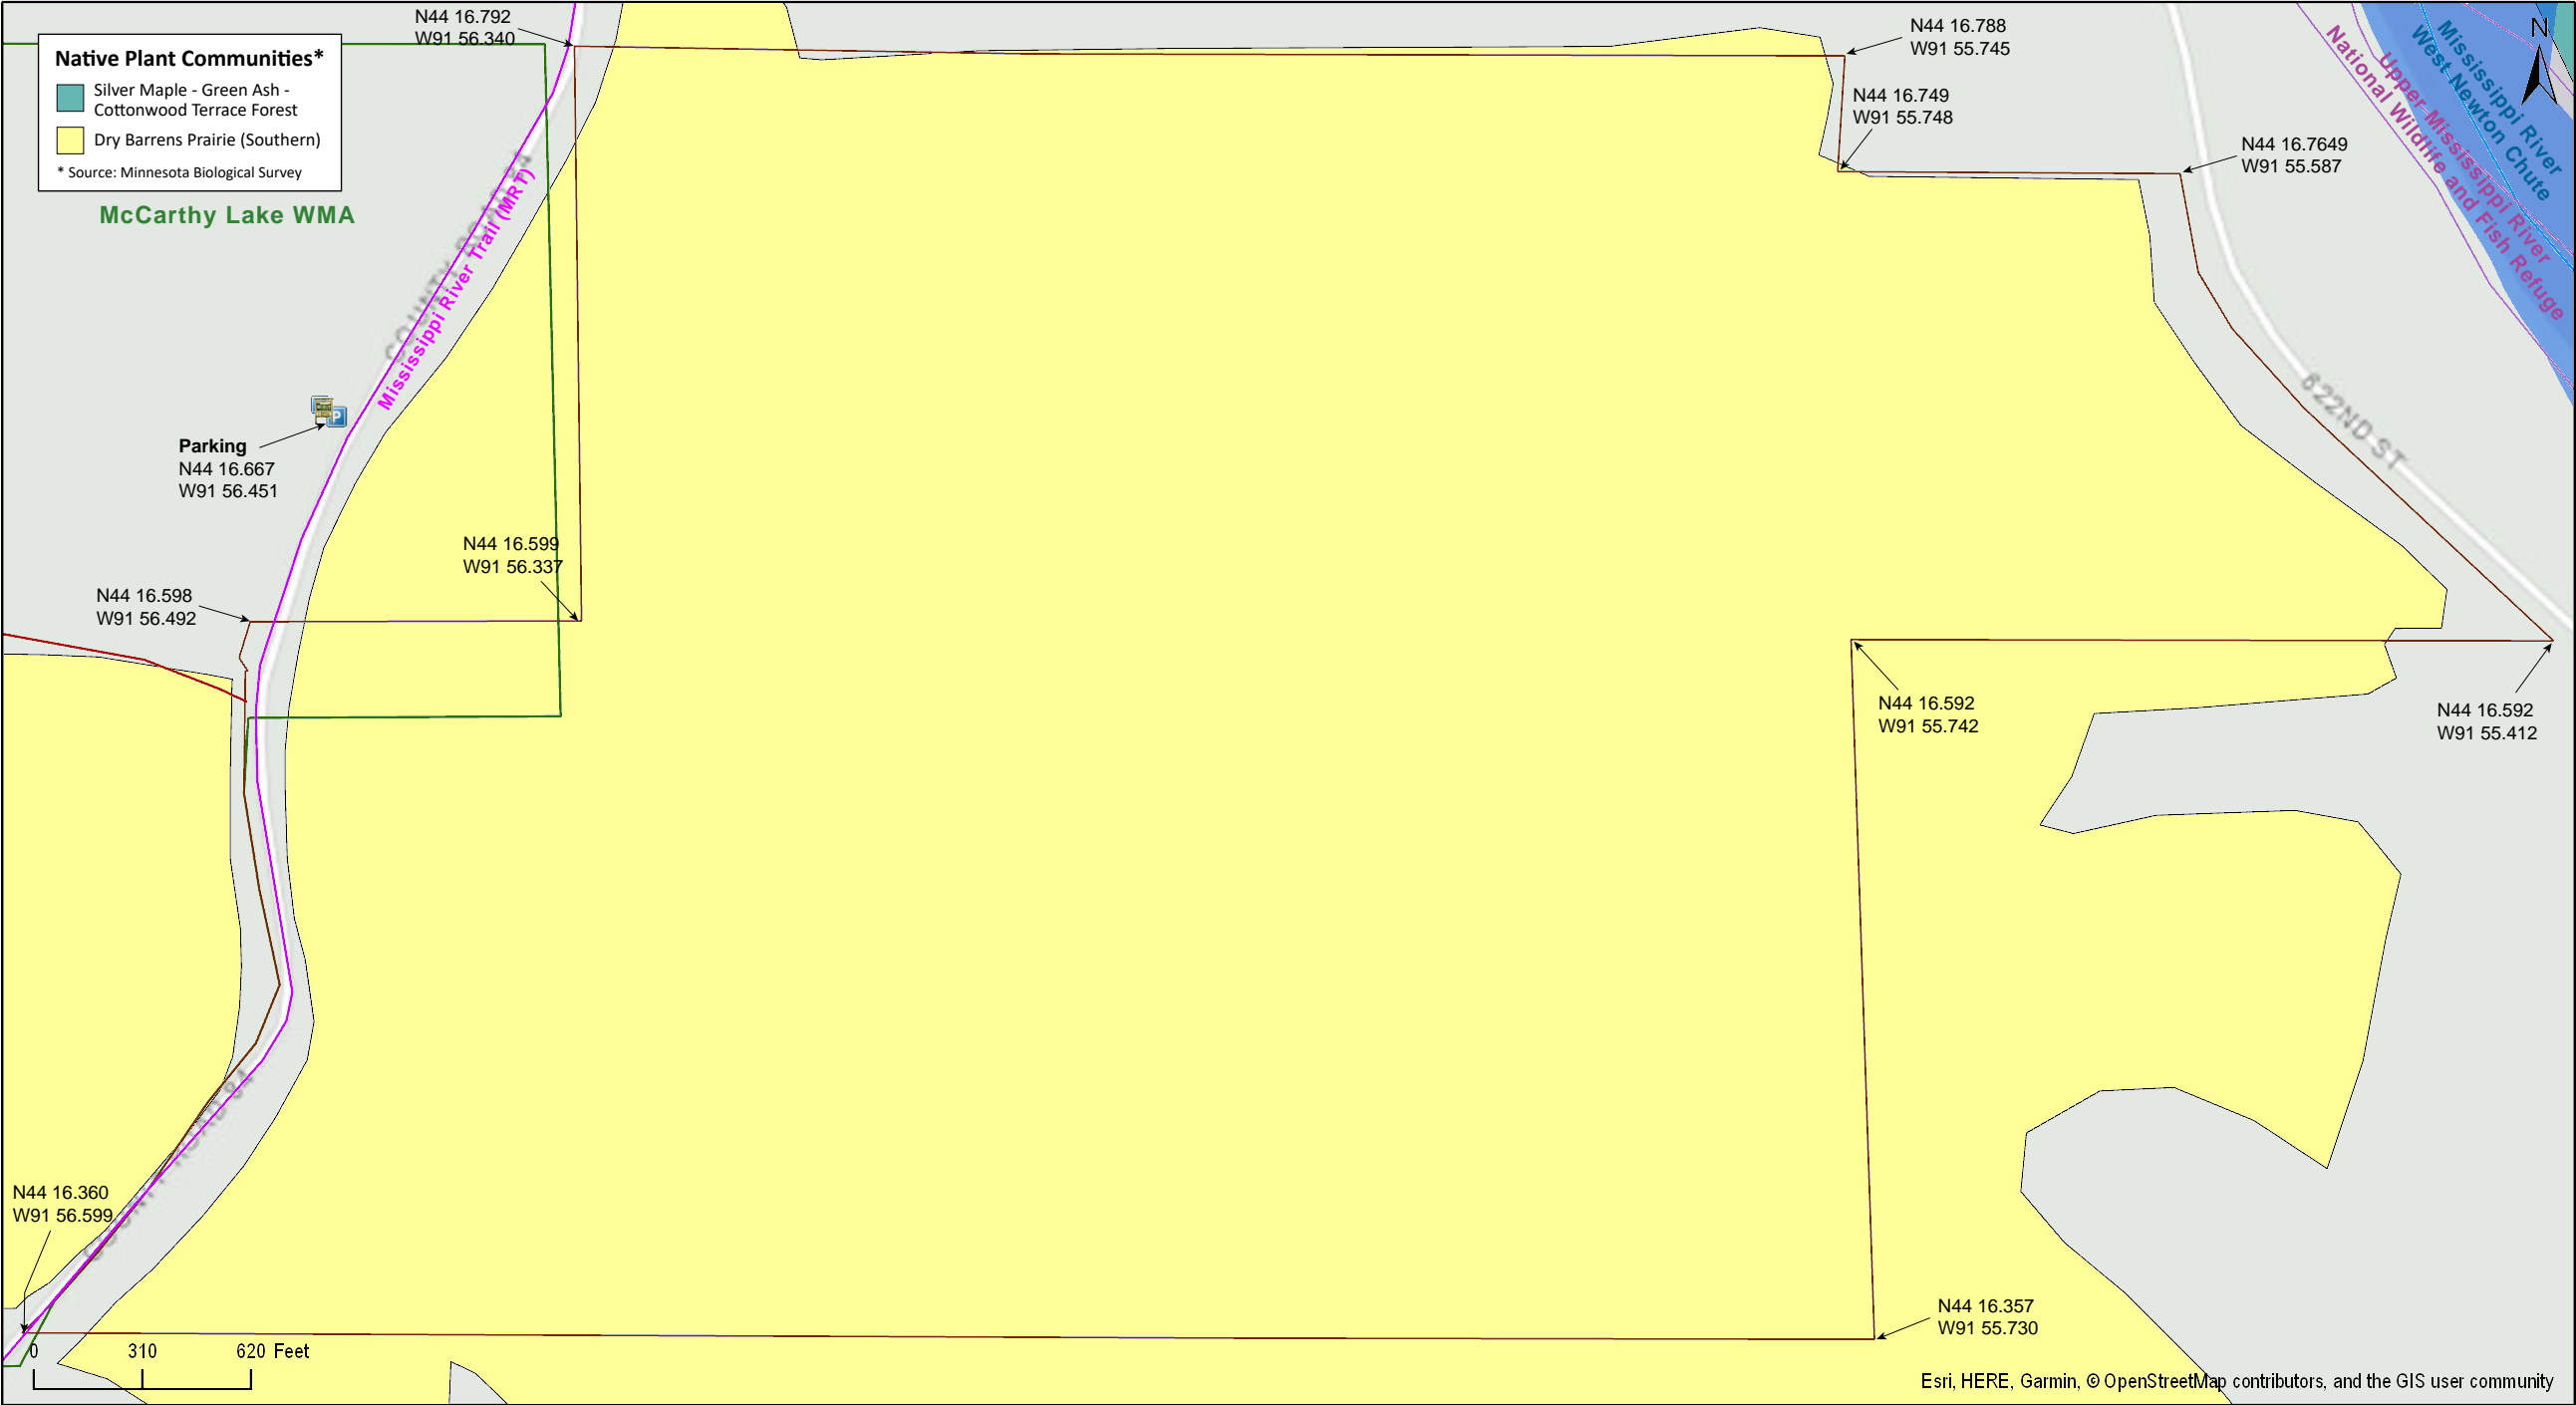 N44 16.792
W91 56.340
N44 16.788
W91 55.745
N
Native Plant Communities*
Silver Maple - Green Ash -
Cottonwood Terrace Forest
Dry Barrens Prairie (Southern)
* Source: Minnesota Biological Survey
McCarthy Lake WMA
Mississippi River Trail (MRT)
N44 16.749
W91 55.748
N44 16.7649
W91 55.587
Mississippi River
West Newton Chute
Upper Mississippi River
National Wildlife and Fish Refuge
622ND ST
P
Parking
N44 16.667
W91 56.451
N44 16.599
W91 56.337
N44 16.598
W91 56.492
N44 16.592
W91 55.742
N44 16.592
W91 55.412
N44 16.360
W91 56.599
N44 16.357
W91 55.730
0 310 620 Feet
Esri, HERE, Garmin, © OpenStreetMap contributors, and the GIS user community